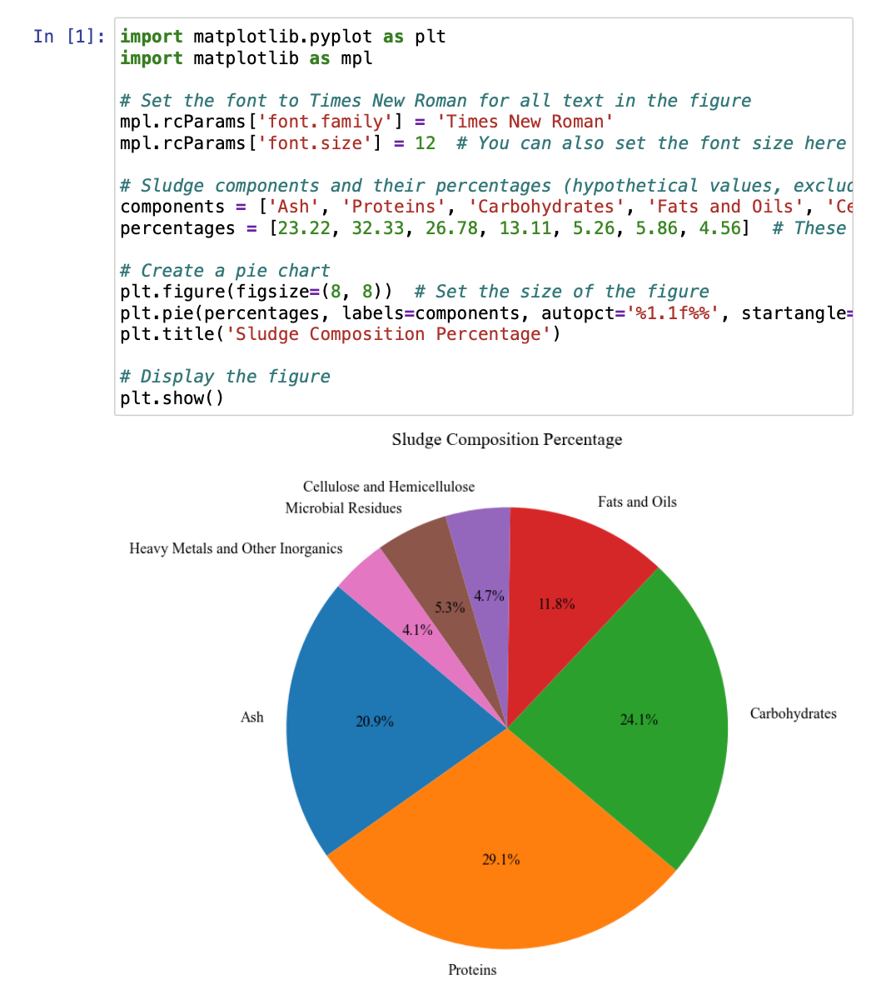 In [1]:
import matplotlib.pyplot as plt
import matplotlib as mpl
# Set the font to Times New Roman for all text in the figure
mpl.rcParams['font.family'] = 'Times New Roman'
mpl.rcParams['font.size'] = 12  # You can also set the font size here
# Sludge components and their percentages (hypothetical values,
components = ['Ash', 'Proteins', 'Carbohydrates', 'Fats and Oils', '
percentages = [23.22, 32.33, 26.78, 13.11, 5.26, 5.86, 4.56]  # These
# Create a pie chart
plt.figure(figsize=(8, 8))  # Set the size of the figure
plt.pie(percentages, labels=components, autopct='%1.1f%%', startangle=
plt.title('Sludge Composition Percentage')
# Display the figure
plt.show()
Sludge Composition Percentage
Cellulose and Hemicellulose
Fats and Oils
Microbial Residues
Heavy Metals and Other Inorganics
4.7%
11.8%
5.3%
4.1%
Carbohydrates
Ash
20.9%
24.1%
29.1%
Proteins